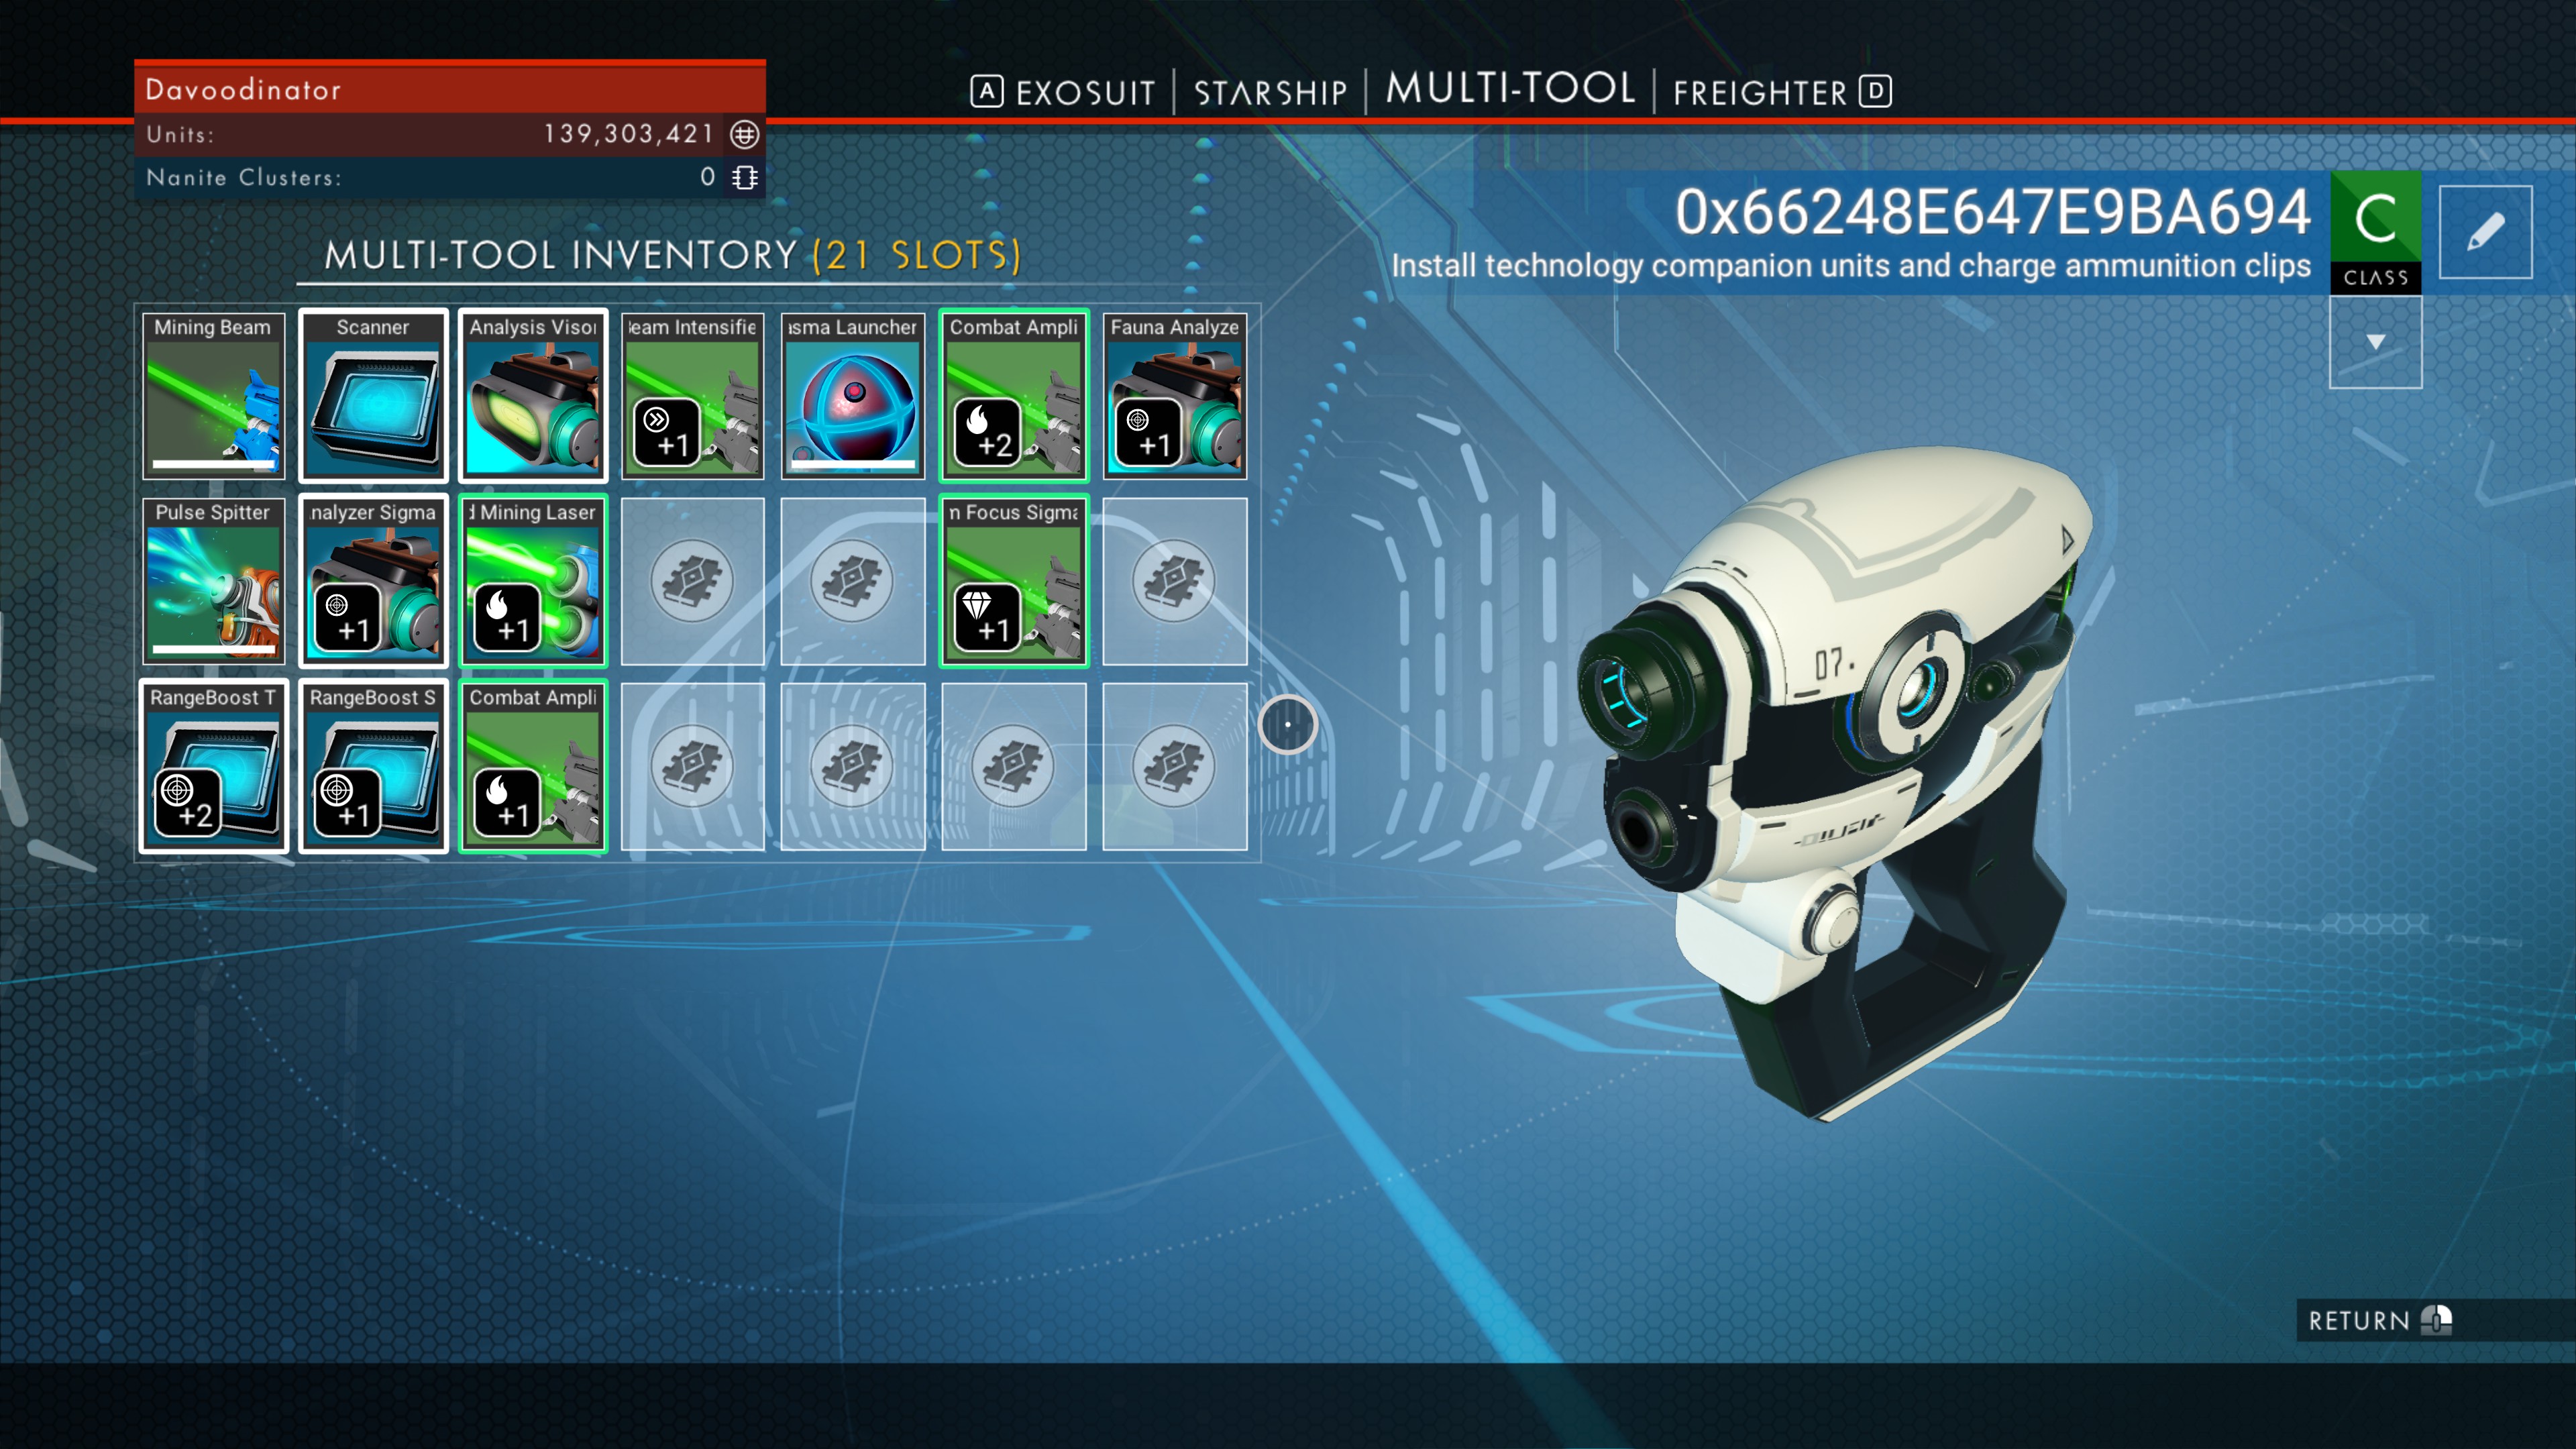 Davoodinator
Units: 139,303,421
Nanite Clusters: 0
A EXOSUIT STARSHIP MULTI-TOOL FREIGHTER D
0x66248E647E9BA694
Install technology companion units and charge ammunition clips
C
CLASS
MULTI-TOOL INVENTORY (21 SLOTS)
Mining Beam Scanner Analysis Visor eam Intensifie asma Launcher Combat Ampli Fauna Analyze
+1 +2 +1
Pulse Spitter nalyzer Sigma d Mining Laser n Focus Sigma
+1 +1 +1
RangeBoost T RangeBoost S Combat Ampli
+2 +1 +1
07.
RETURN